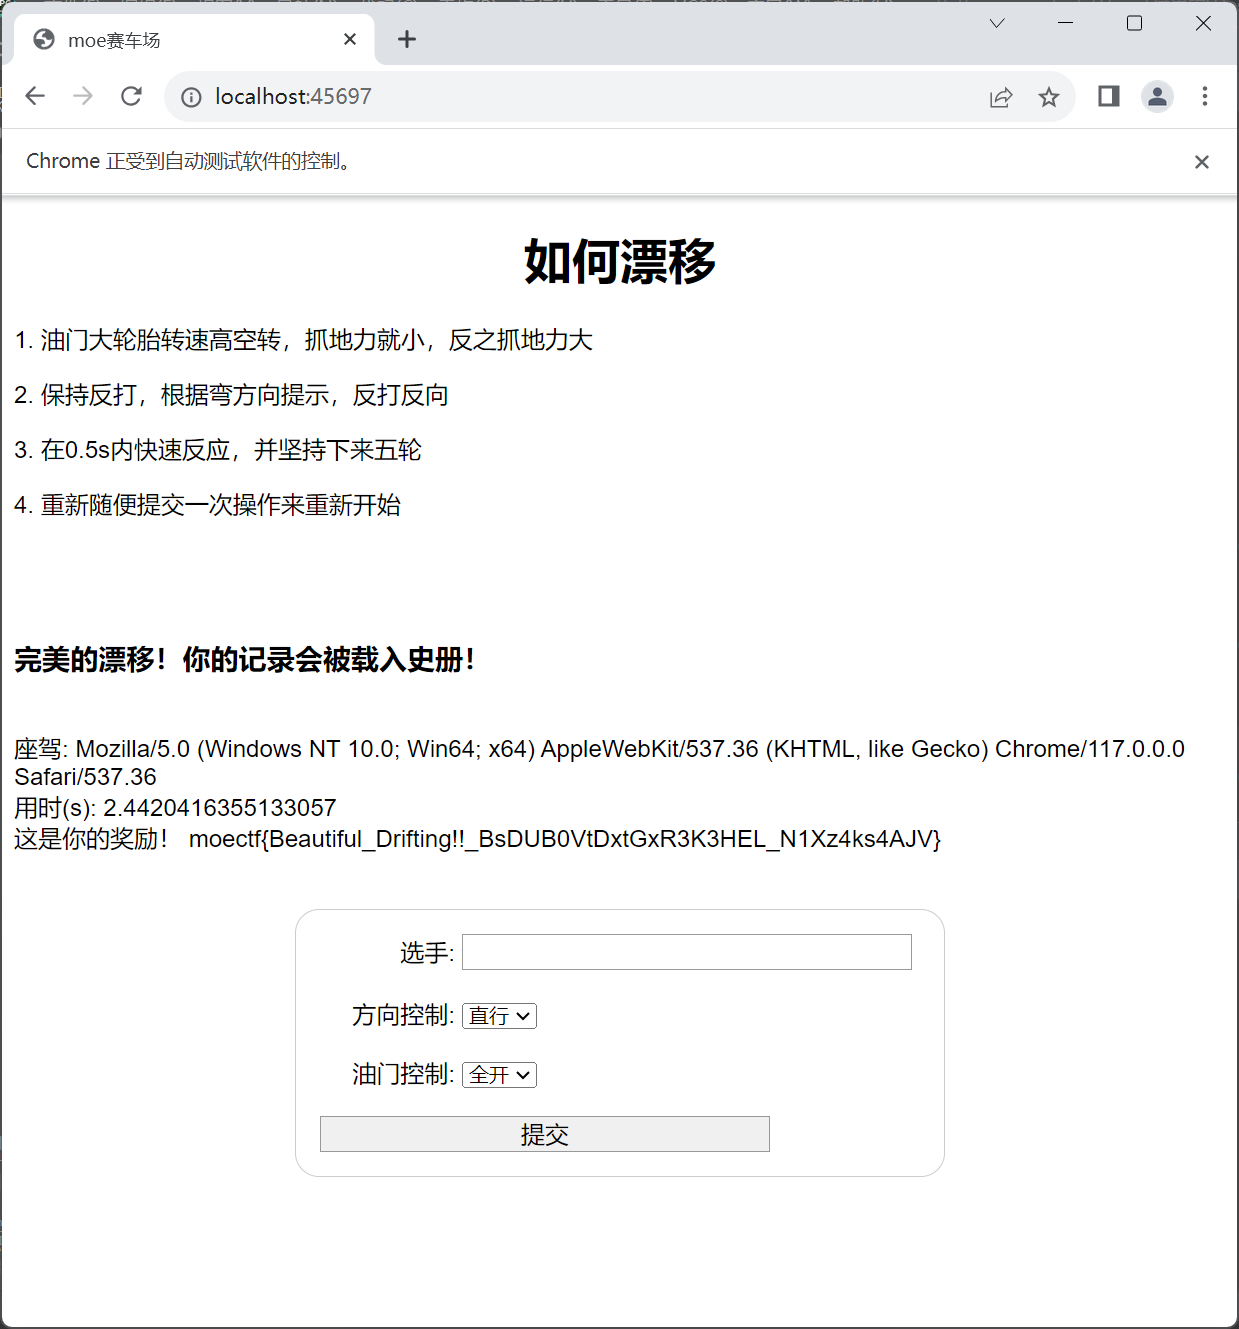 moe赛车场
localhost:45697
Chrome 正受到自动测试软件的控制。
如何漂移
1. 油门大轮胎转速高空转，抓地力就小，反之抓地力大
2. 保持反打，根据弯方向提示，反打反向
3. 在0.5s内快速反应，并坚持下来五轮
4. 重新随便提交一次操作来重新开始
完美的漂移！你的记录会被载入史册！
座驾: Mozilla/5.0 (Windows NT 10.0; Win64; x64) AppleWebKit/537.36 (KHTML, like Gecko) Chrome/117.0.0.0
Safari/537.36
用时(s): 2.4420416355133057
这是你的奖励！ moectf{Beautiful_Drifting!!_BsDUB0VtDxtGxR3K3HEL_N1Xz4ks4AJV}
选手:
方向控制: 直行
油门控制: 全开
提交